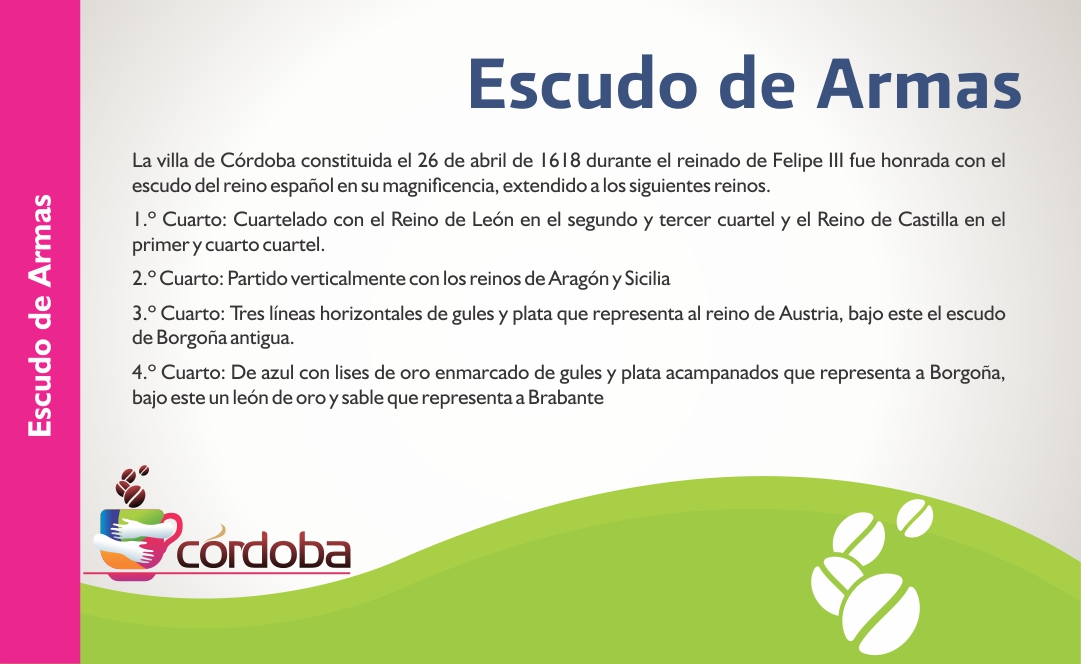 Escudo de Armas
Escudo de Armas
La villa de Córdoba constituida el 26 de abril de 1618 durante el reinado de Felipe III fue honrada con el
escudo del reino español en su magnificencia, extendido a los siguientes reinos.
1.º Cuarto: Cuartelado con el Reino de León en el segundo y tercer cuartel y el Reino de Castilla en el
primer y cuarto cuartel.
2.º Cuarto: Partido verticalmente con los reinos de Aragón y Sicilia
3.º Cuarto: Tres líneas horizontales de gules y plata que representa al reino de Austria, bajo este el escudo
de Borgoña antigua.
4.º Cuarto: De azul con lises de oro enmarcado de gules y plata acampanados que representa a Borgoña,
bajo este un león de oro y sable que representa a Brabante
córdoba